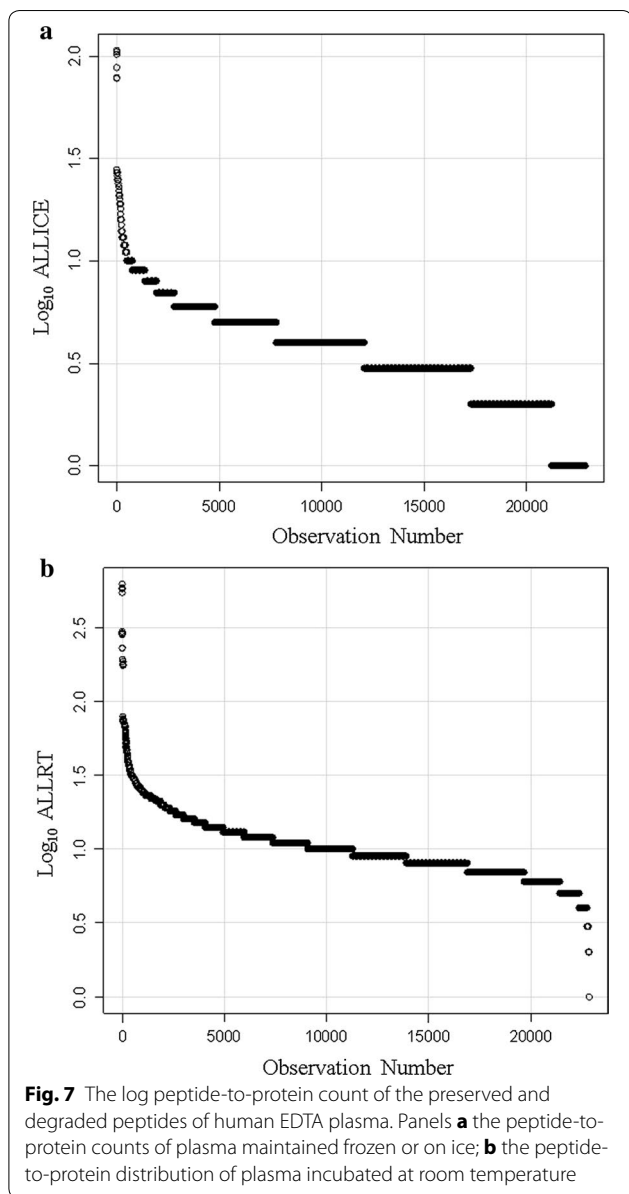 a
2.0
1.5
1.0
0.5
0.0
Log10 ALLICE
0 5000 10000 15000 20000
Observation Number
b
2.5
2.0
1.5
1.0
0.5
0.0
Log10 ALLRT
0 5000 10000 15000 20000
Observation Number
Fig. 7 The log peptide-to-protein count of the preserved and
degraded peptides of human EDTA plasma. Panels a the peptide-to-
protein counts of plasma maintained frozen or on ice; b the peptide-
to-protein distribution of plasma incubated at room temperature